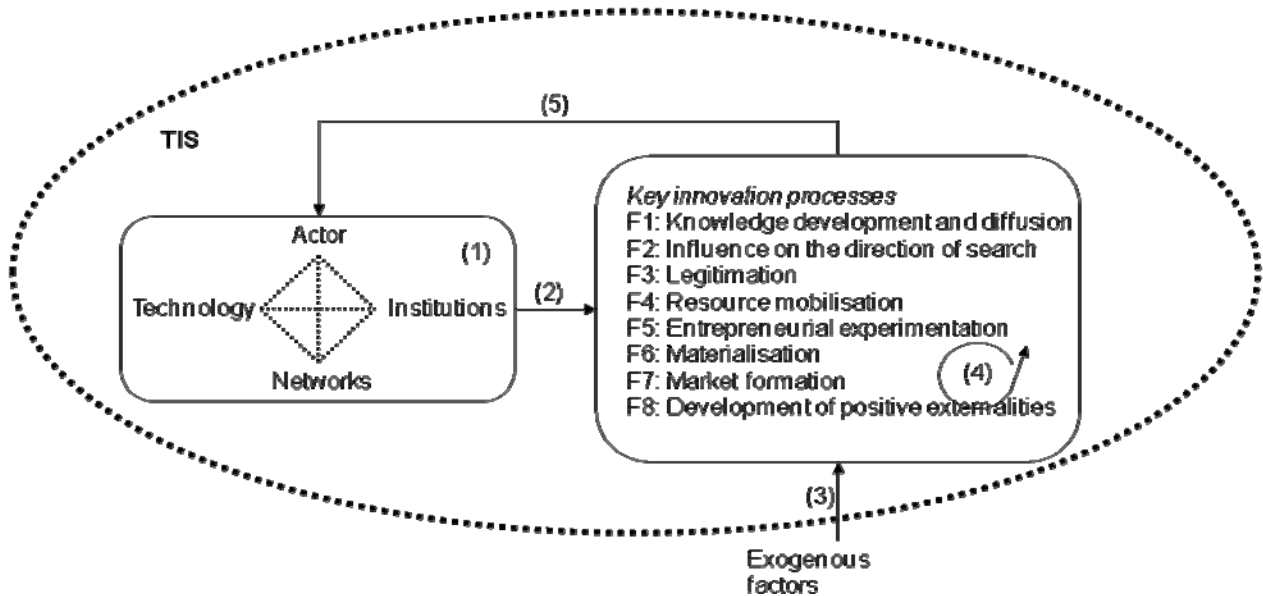 (5)
TIS
Key innovation processes
F1: Knowledge development and diffusion
F2: Influence on the direction of search
F3: Legitimation
F4: Resource mobilisation
F5: Entrepreneurial experimentation
F6: Materialisation
F7: Market formation
F8: Development of positive externalities
(4)
Actor
(1)
Technology
Institutions
Networks
(2)
(3)
Exogenous
factors